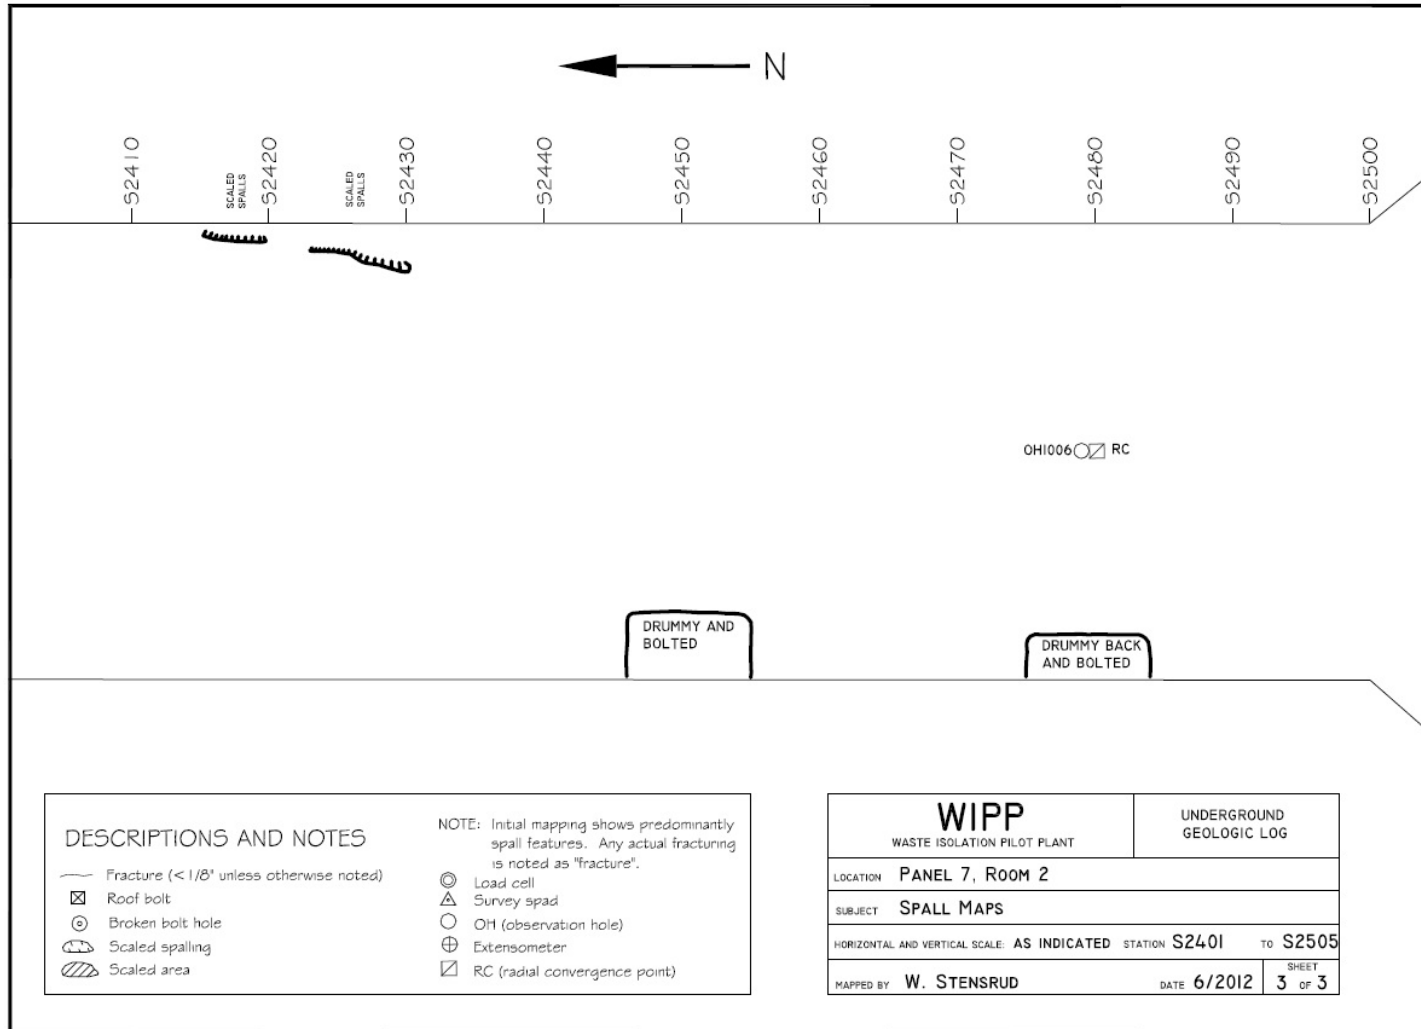 N
S2410
SCALED
SPALLS
S2420
SCALED
SPALLS
S2430
S2440
S2450
S2460
S2470
S2480
S2490
S2500
OH1006 RC
DRUMMY AND
BOLTED
DRUMMY BACK
AND BOLTED
DESCRIPTIONS AND NOTES
Fracture (<1/8" unless otherwise noted)
Roof bolt
Broken bolt hole
Scaled spalling
Scaled area
NOTE: Initial mapping shows predominantly
spall features. Any actual fracturing
is noted as "fracture".
Load cell
Survey spad
OH (observation hole)
Extensometer
RC (radial convergence point)
WIPP
WASTE ISOLATION PILOT PLANT
UNDERGROUND
GEOLOGIC LOG
LOCATION PANEL 7, ROOM 2
SUBJECT SPALL MAPS
HORIZONTAL AND VERTICAL SCALE: AS INDICATED STATION S2401 TO S2505
MAPPED BY W. STENSRUD DATE 6/2012
SHEET
3 OF 3